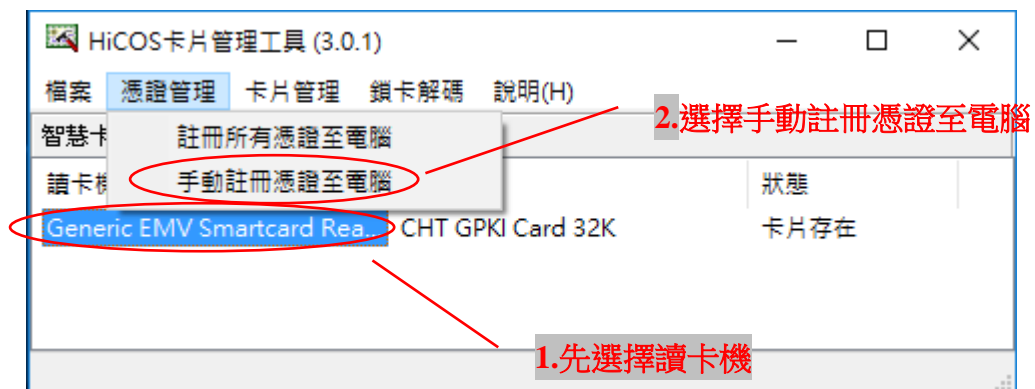 HiCOS卡片管理工具 (3.0.1)
檔案 憑證管理 卡片管理 鎖卡解碼 說明(H)
2.選擇手動註冊憑證至電腦
智慧卡
註冊所有憑證至電腦
手動註冊憑證至電腦
讀卡機 狀態
Generic EMV Smartcard Rea... CHT GPKI Card 32K 卡片存在
1.先選擇讀卡機